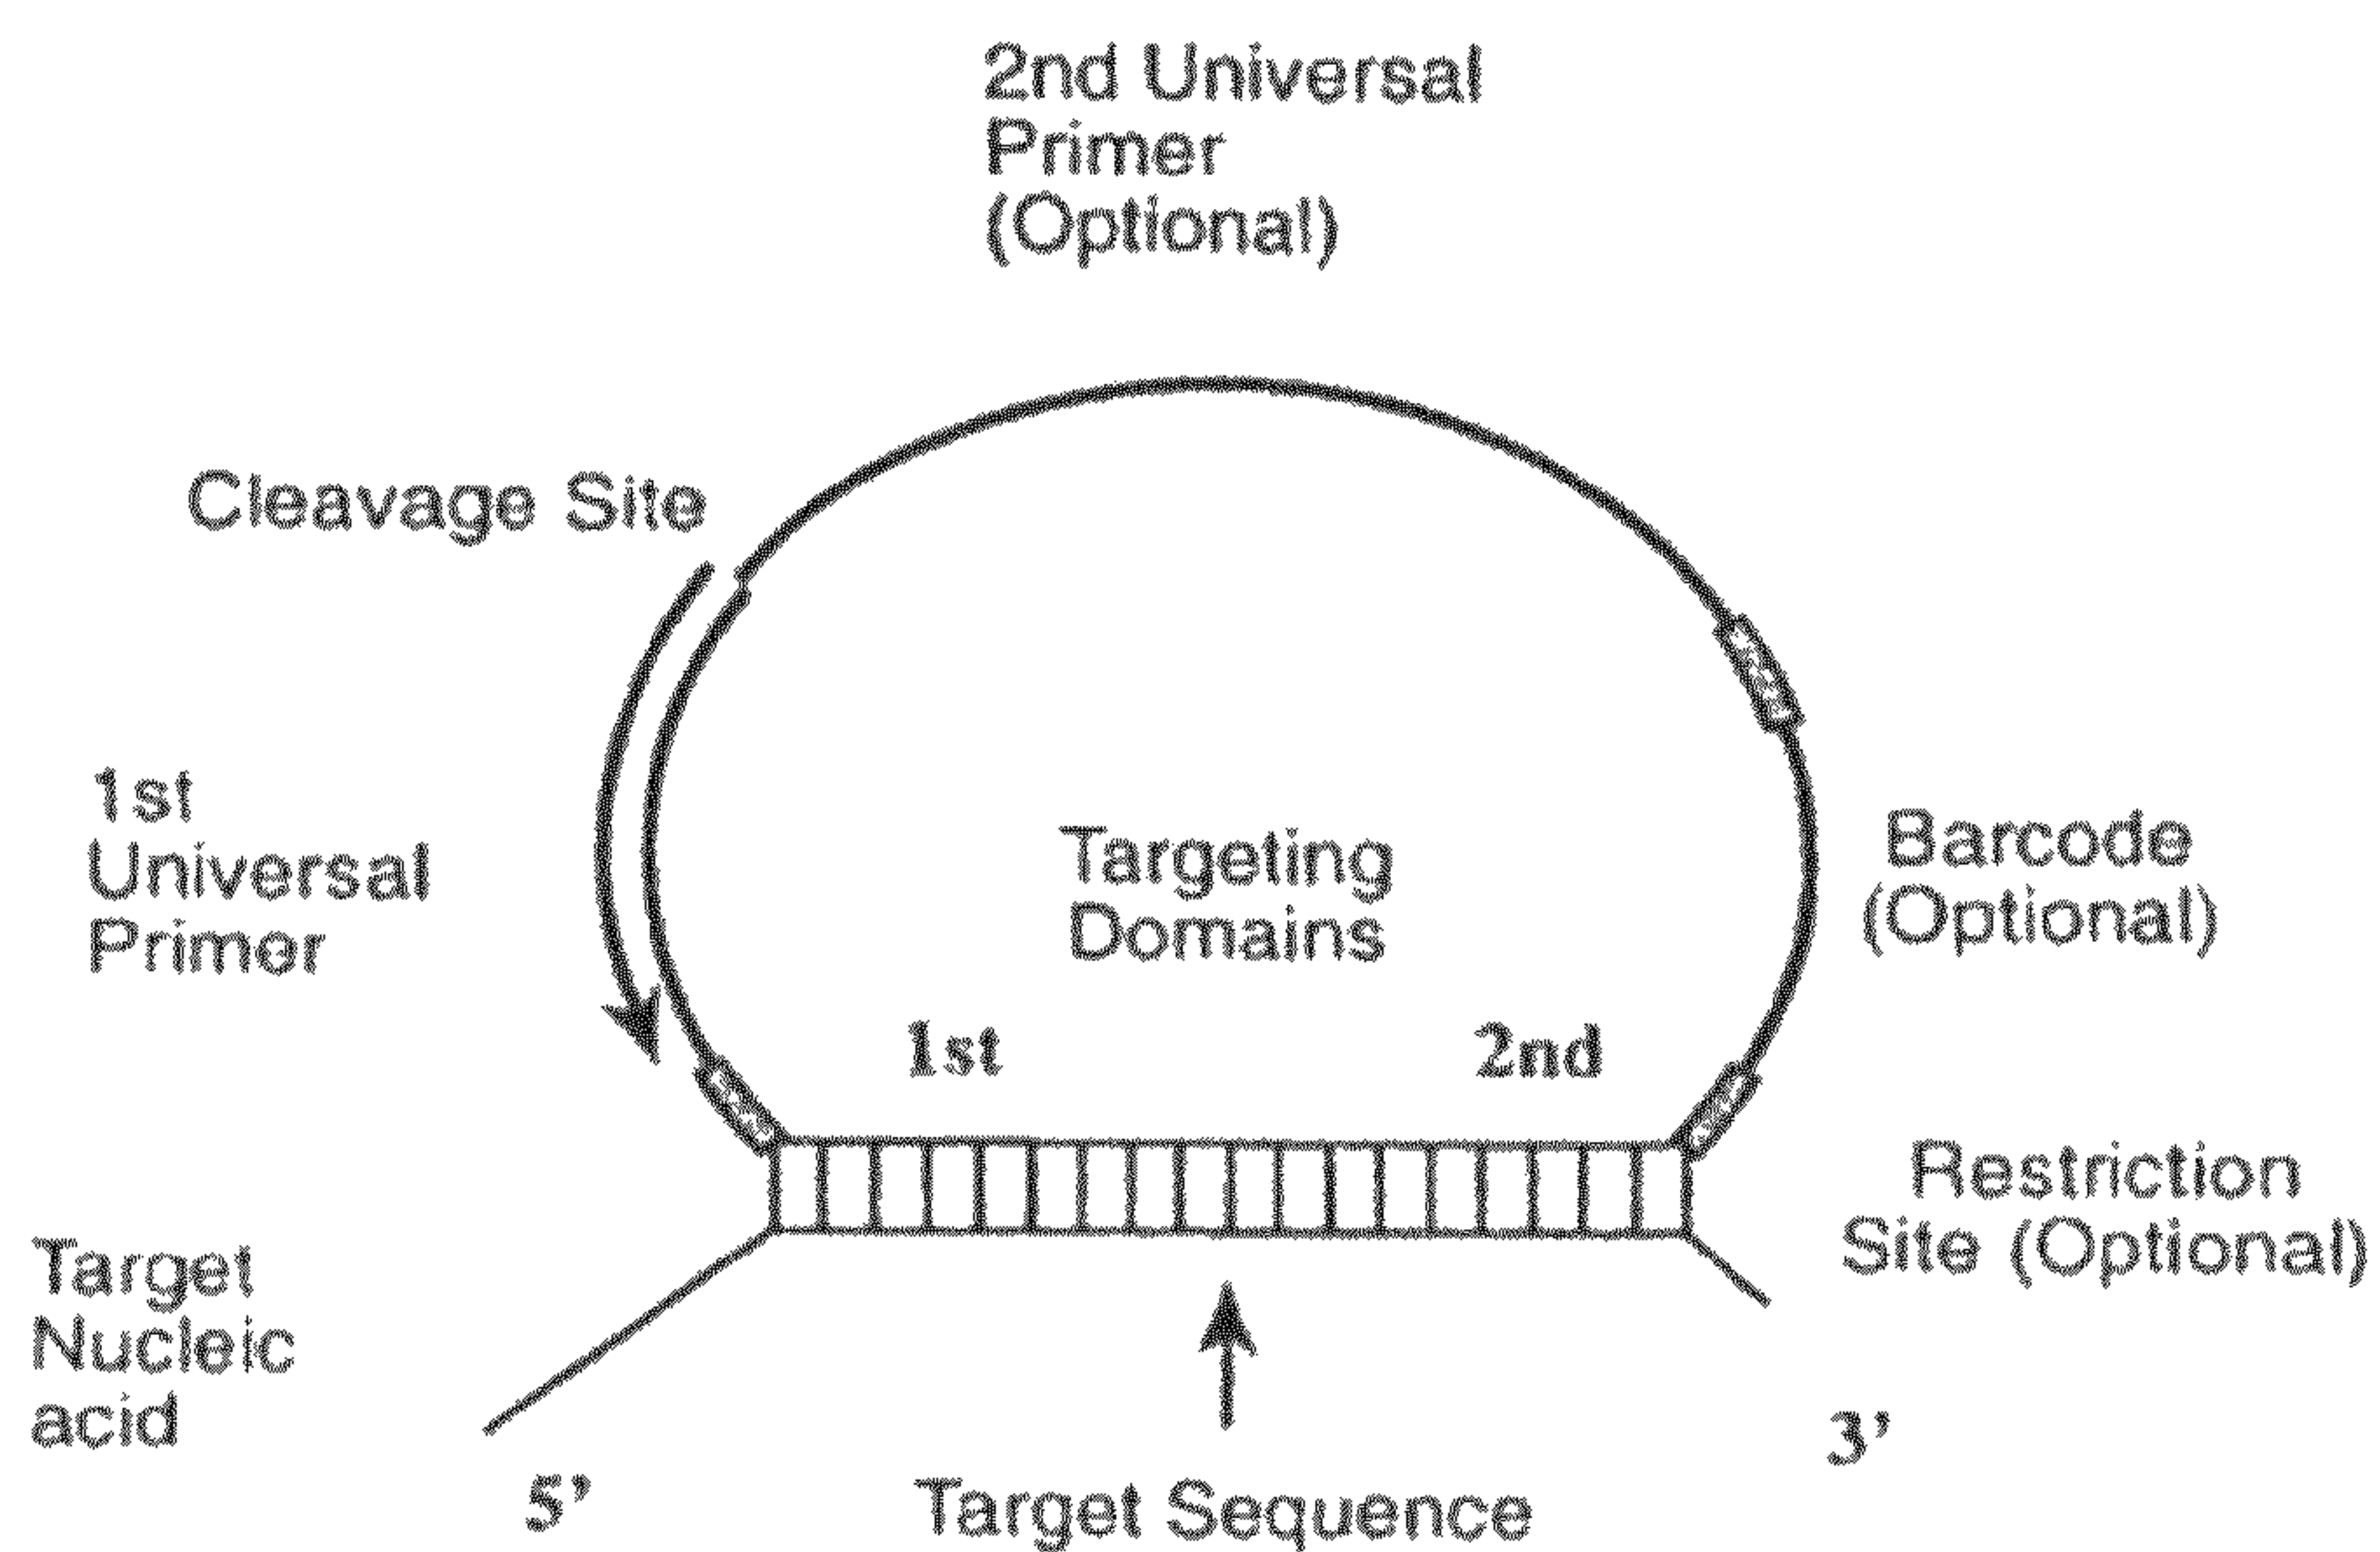 2nd Universal
Primer
(Optional)
Cleavage Site
1st
Universal
Primer
Targeting
Domains
Barcode
(Optional)
1st
2nd
Restriction
Site (Optional)
Target
Nucleic
acid
5’
3’
Target Sequence